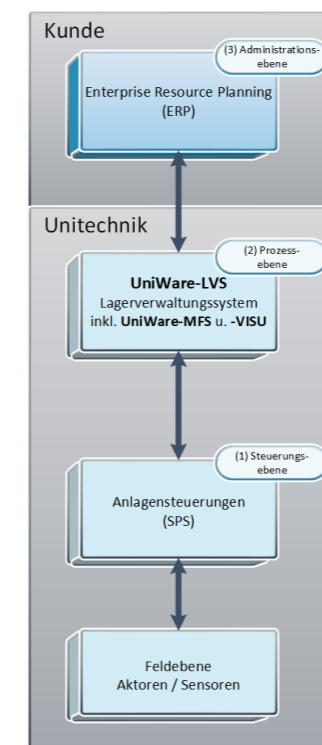 Kunde
(3) Administrations-
ebene
Enterprise Resource Planning
(ERP)
Unitechnik
(2) Prozess-
ebene
UniWare-LVS
Lagerverwaltungssystem
inkl. UniWare-MFS u. -VISU
(1) Steuerungs-
ebene
Anlagensteuerungen
(SPS)
Feldebene
Aktoren / Sensoren